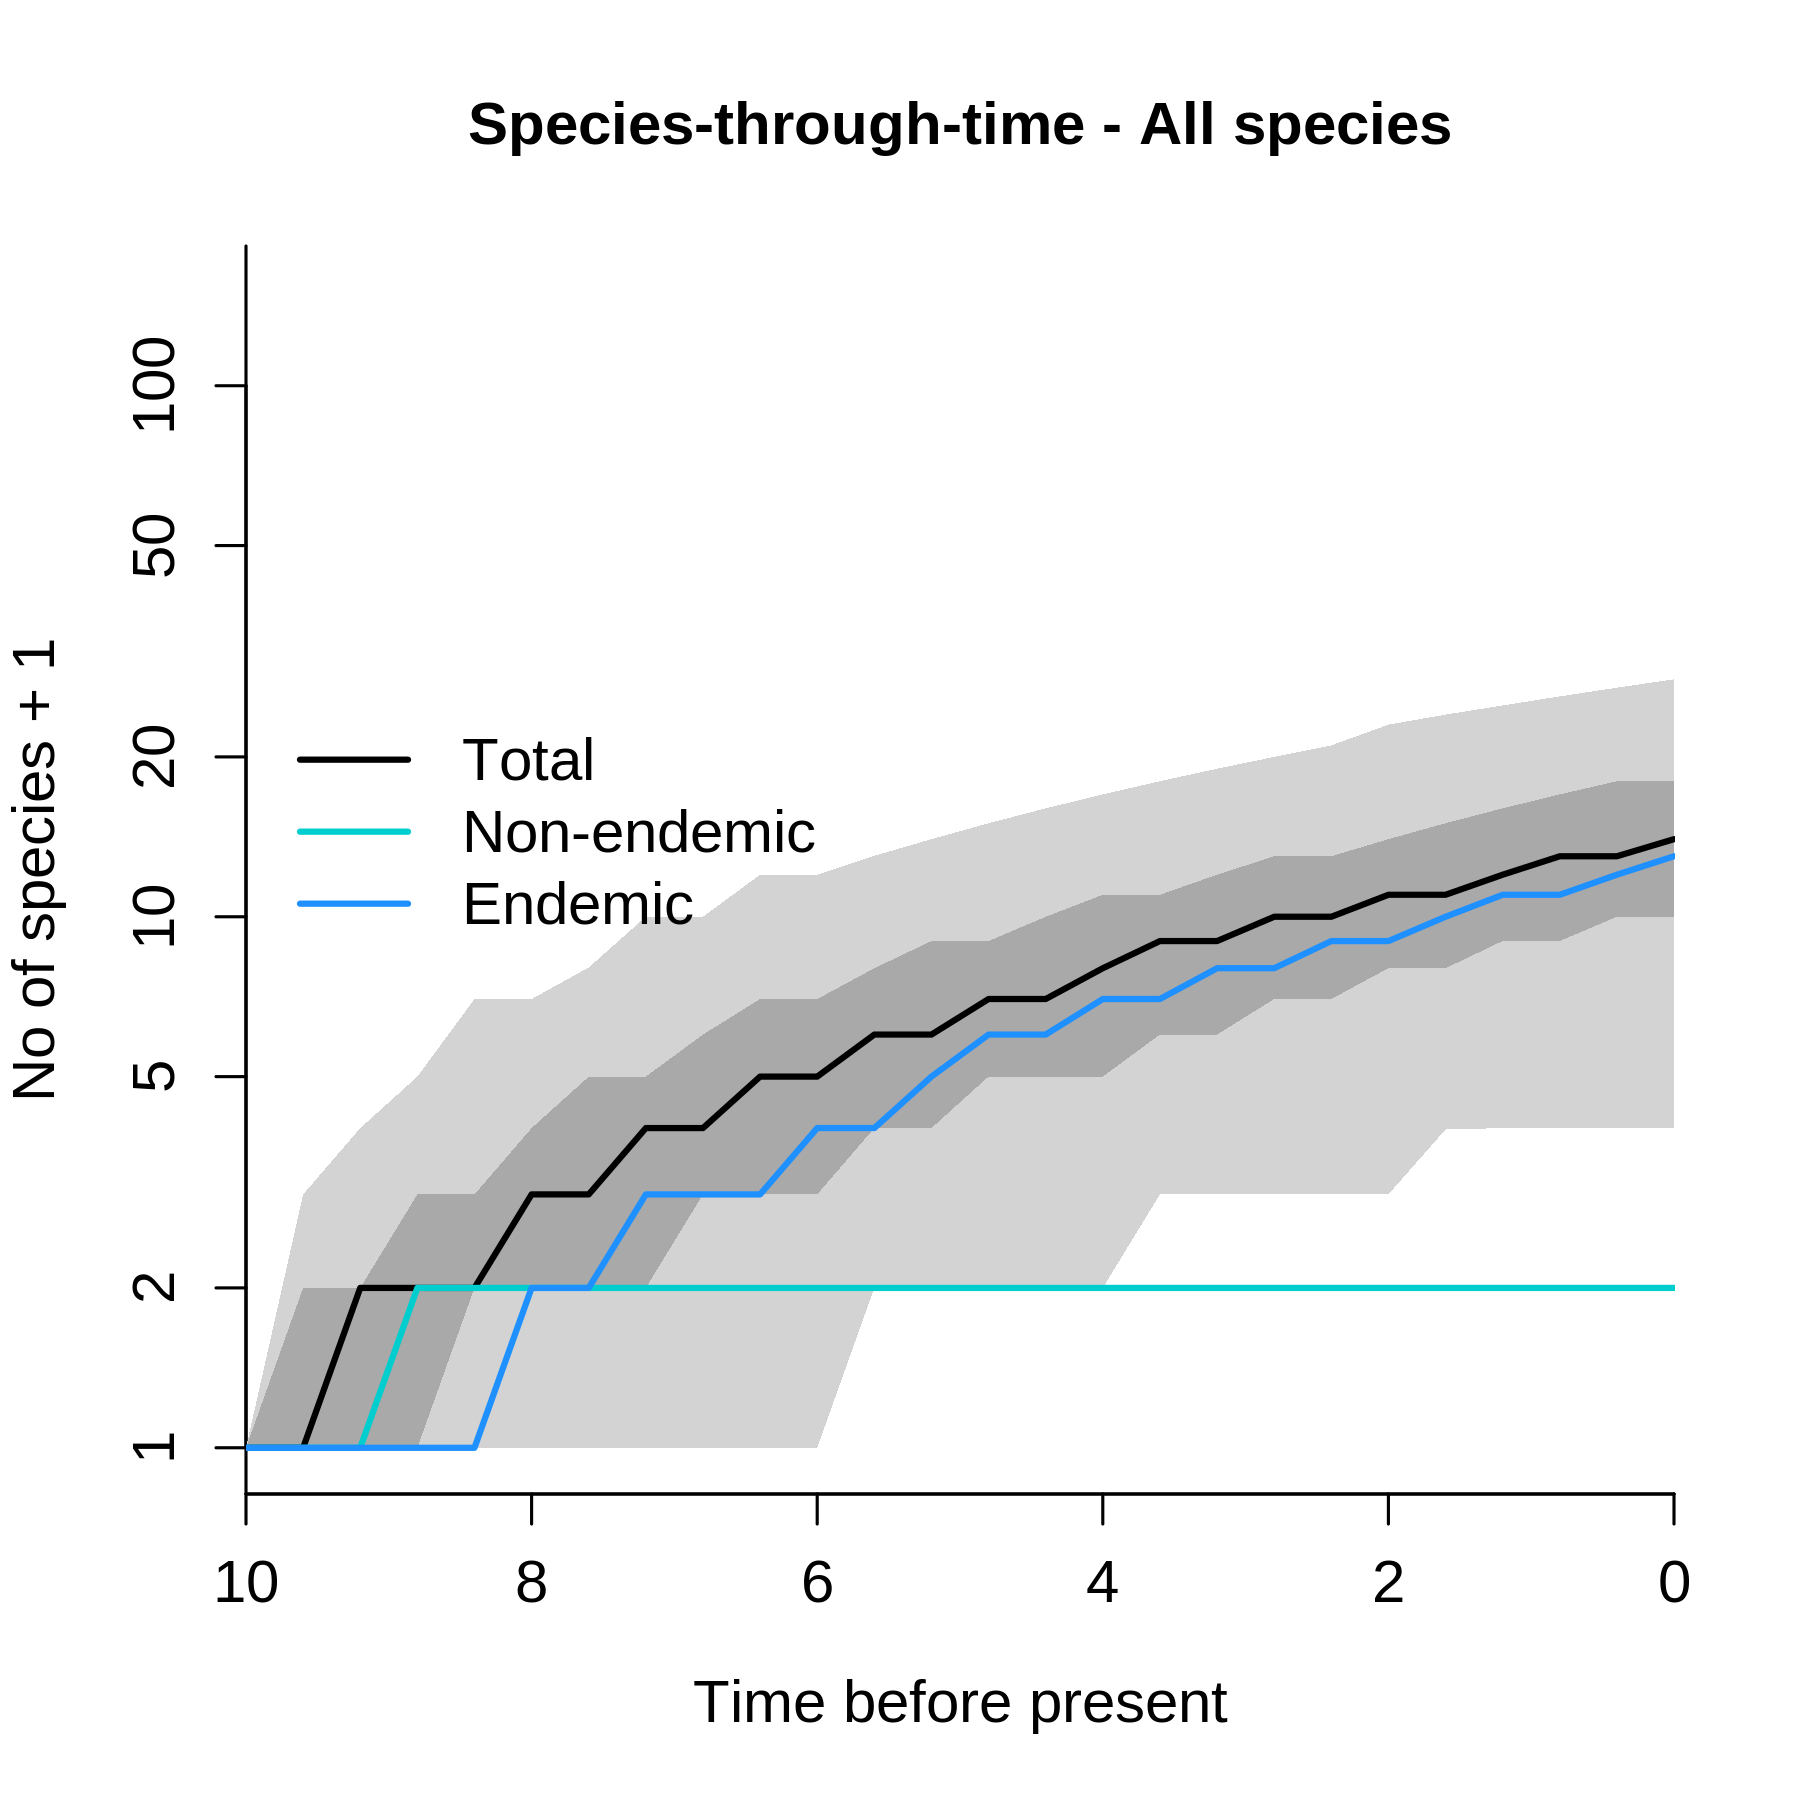 Species-through-time - All species
No of species + 1
100
50
20
10
5
2
1
Total
Non-endemic
Endemic
10 8 6 4 2 0
Time before present